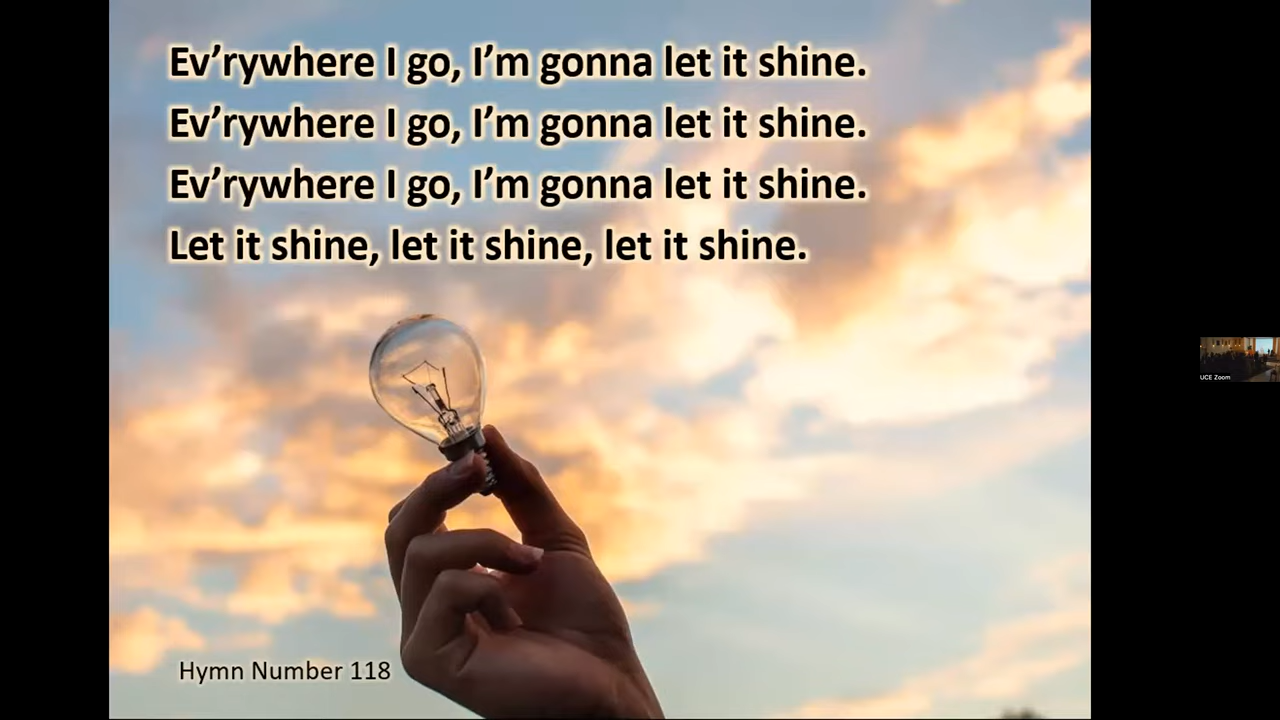 Ev’rywhere I go, I’m gonna let it shine.
Ev’rywhere I go, I’m gonna let it shine.
Ev’rywhere I go, I’m gonna let it shine.
Let it shine, let it shine, let it shine.
Hymn Number 118
UCE Zoom